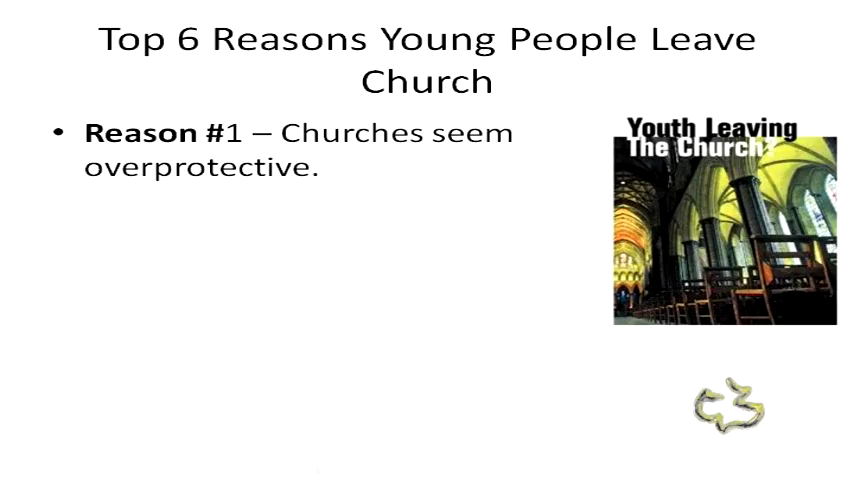 Top 6 Reasons Young People Leave
Church
• Reason #1 – Churches seem
overprotective.
Youth Leaving
The Church?